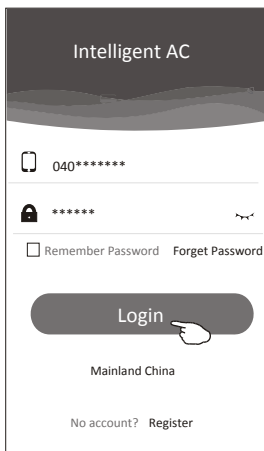 Intelligent AC
040*******
******
Remember Password Forget Password
Login
Mainland China
No account? Register